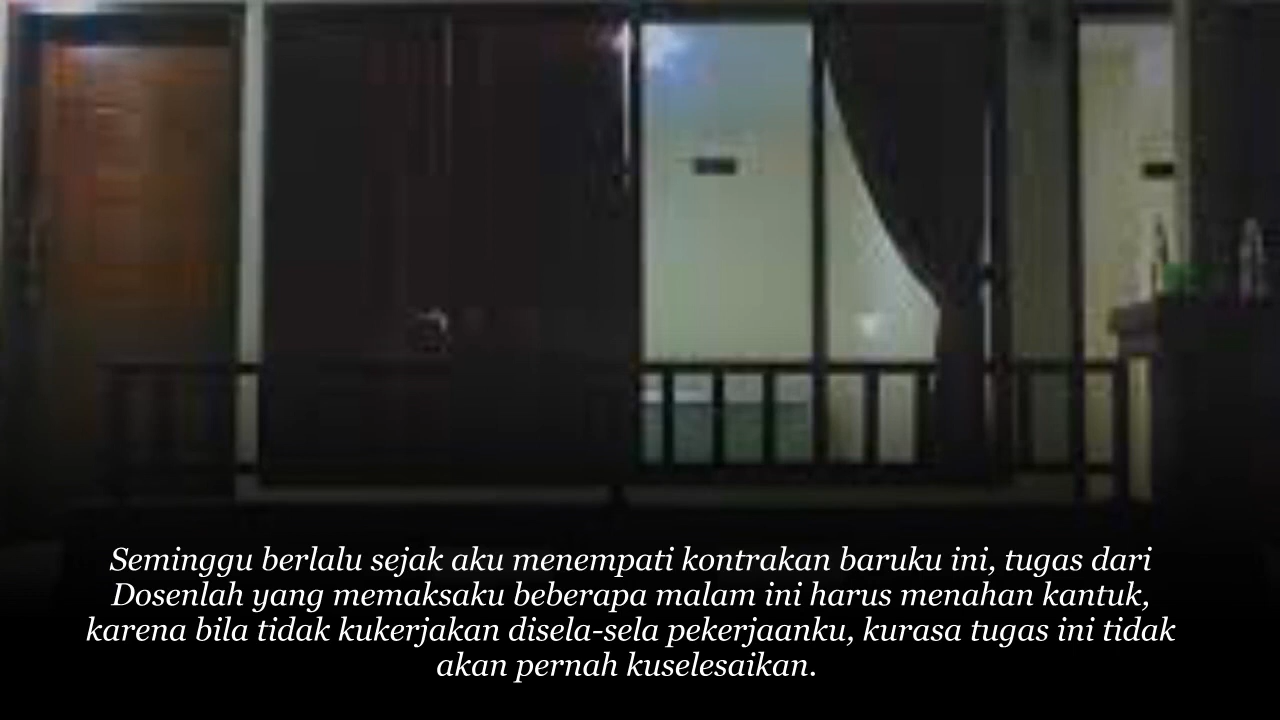 Seminggu berlalu sejak aku menempati kontrakan baruku ini, tugas dari
Dosenlah yang memaksaku beberapa malam ini harus menahan kantuk,
karena bila tidak kukerjakan disela-sela pekerjaanku, kurasa tugas ini tidak
akan pernah kuselesaikan.